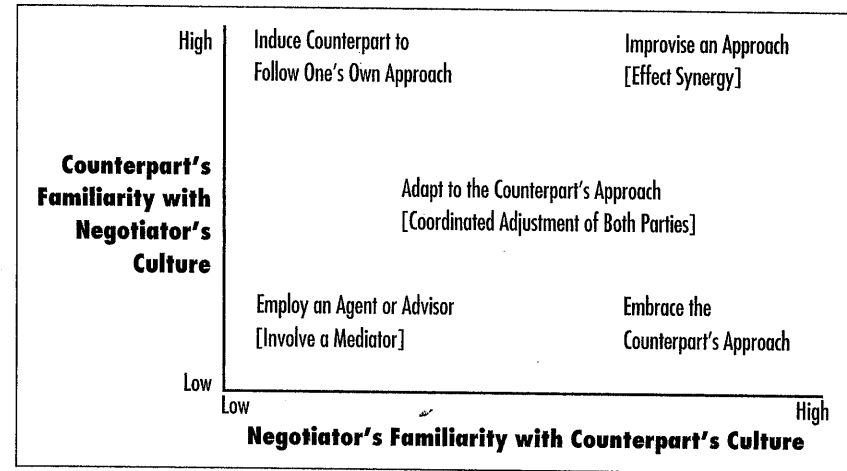 High
Induce Counterpart to
Follow One's Own Approach
Improvise an Approach
[Effect Synergy]
Counterpart's
Familiarity with
Negotiator's
Culture
Adapt to the Counterpart's Approach
[Coordinated Adjustment of Both Parties]
Employ an Agent or Advisor
[Involve a Mediator]
Embrace the
Counterpart's Approach
Low
Low
High
Negotiator's Familiarity with Counterpart's Culture